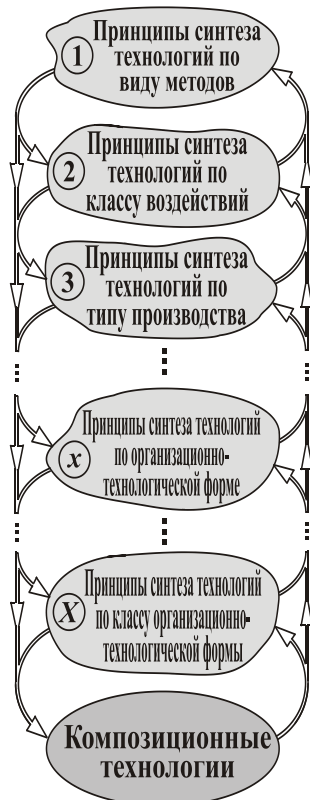 1 Принципы синтеза
технологий по
виду методов
2 Принципы синтеза
технологий по
классу воздействий
3 Принципы синтеза
технологий по
типу производства
x Принципы синтеза технологий
по организационно-
технологической форме
X Принципы синтеза технологий
по классу организационно-
технологической формы
Композиционные
технологии